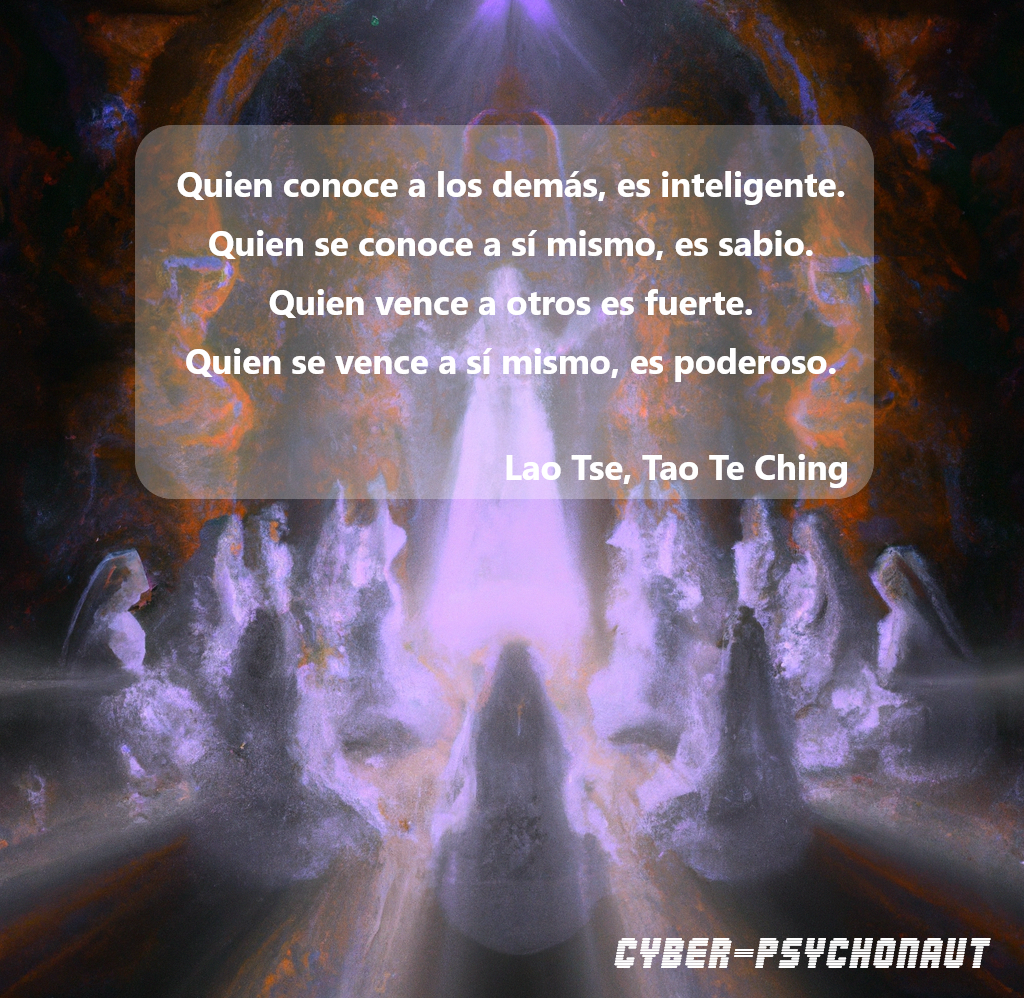 Quien conoce a los demás, es inteligente.
Quien se conoce a sí mismo, es sabio.
Quien vence a otros es fuerte.
Quien se vence a sí mismo, es poderoso.
Lao Tse, Tao Te Ching
CYBER-PSYCHONAUT